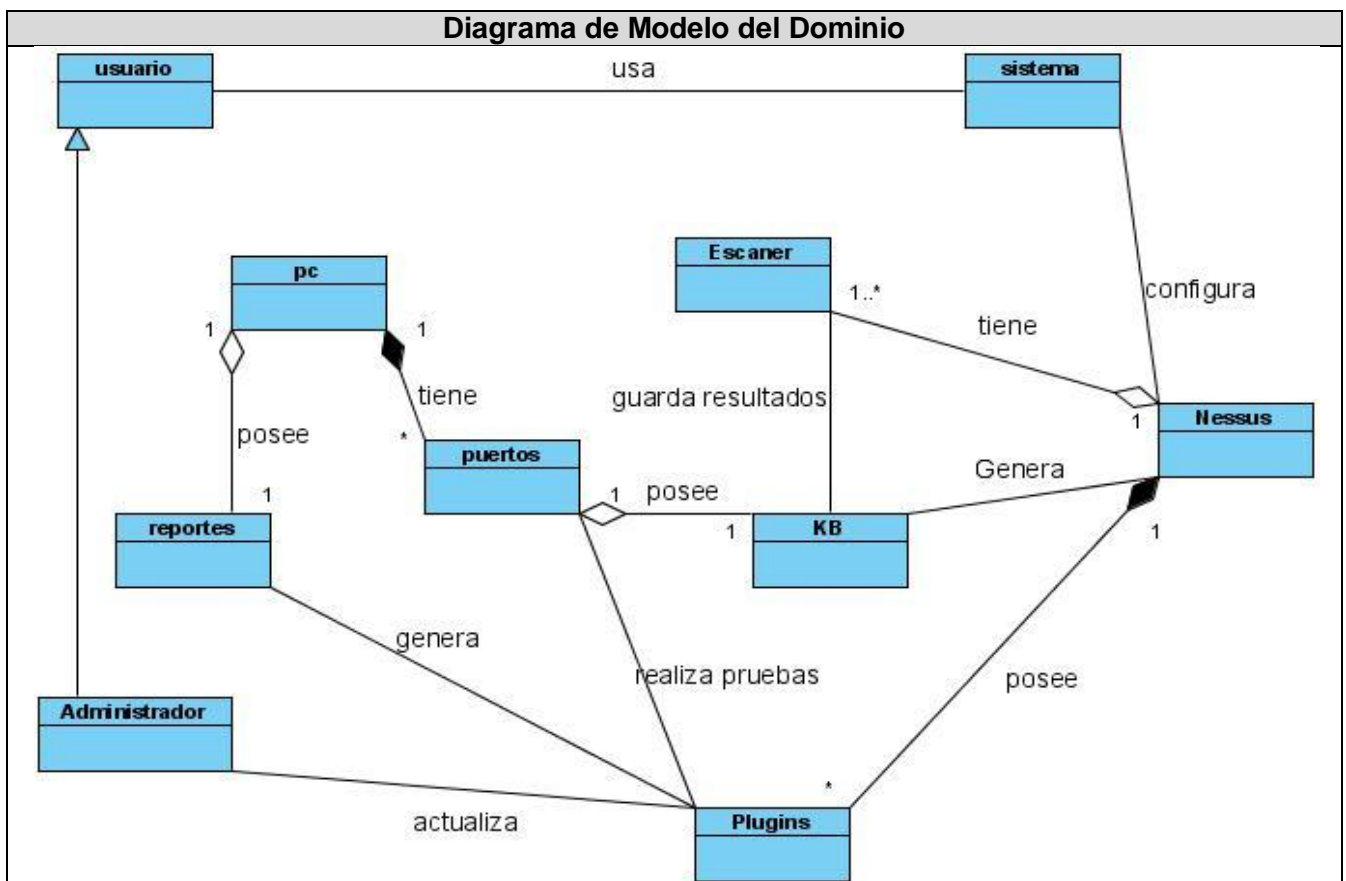 Diagrama de Modelo del Dominio
usuario
usa
sistema
Escaner
pc
1..*
configura
1
1
tiene
tiene
guarda resultados
posee
*
1
Nessus
puertos
Genera
1
1
posee
reportes
1
KB
1
genera
realiza pruebas
posee
Administrador
*
actualiza
Plugins